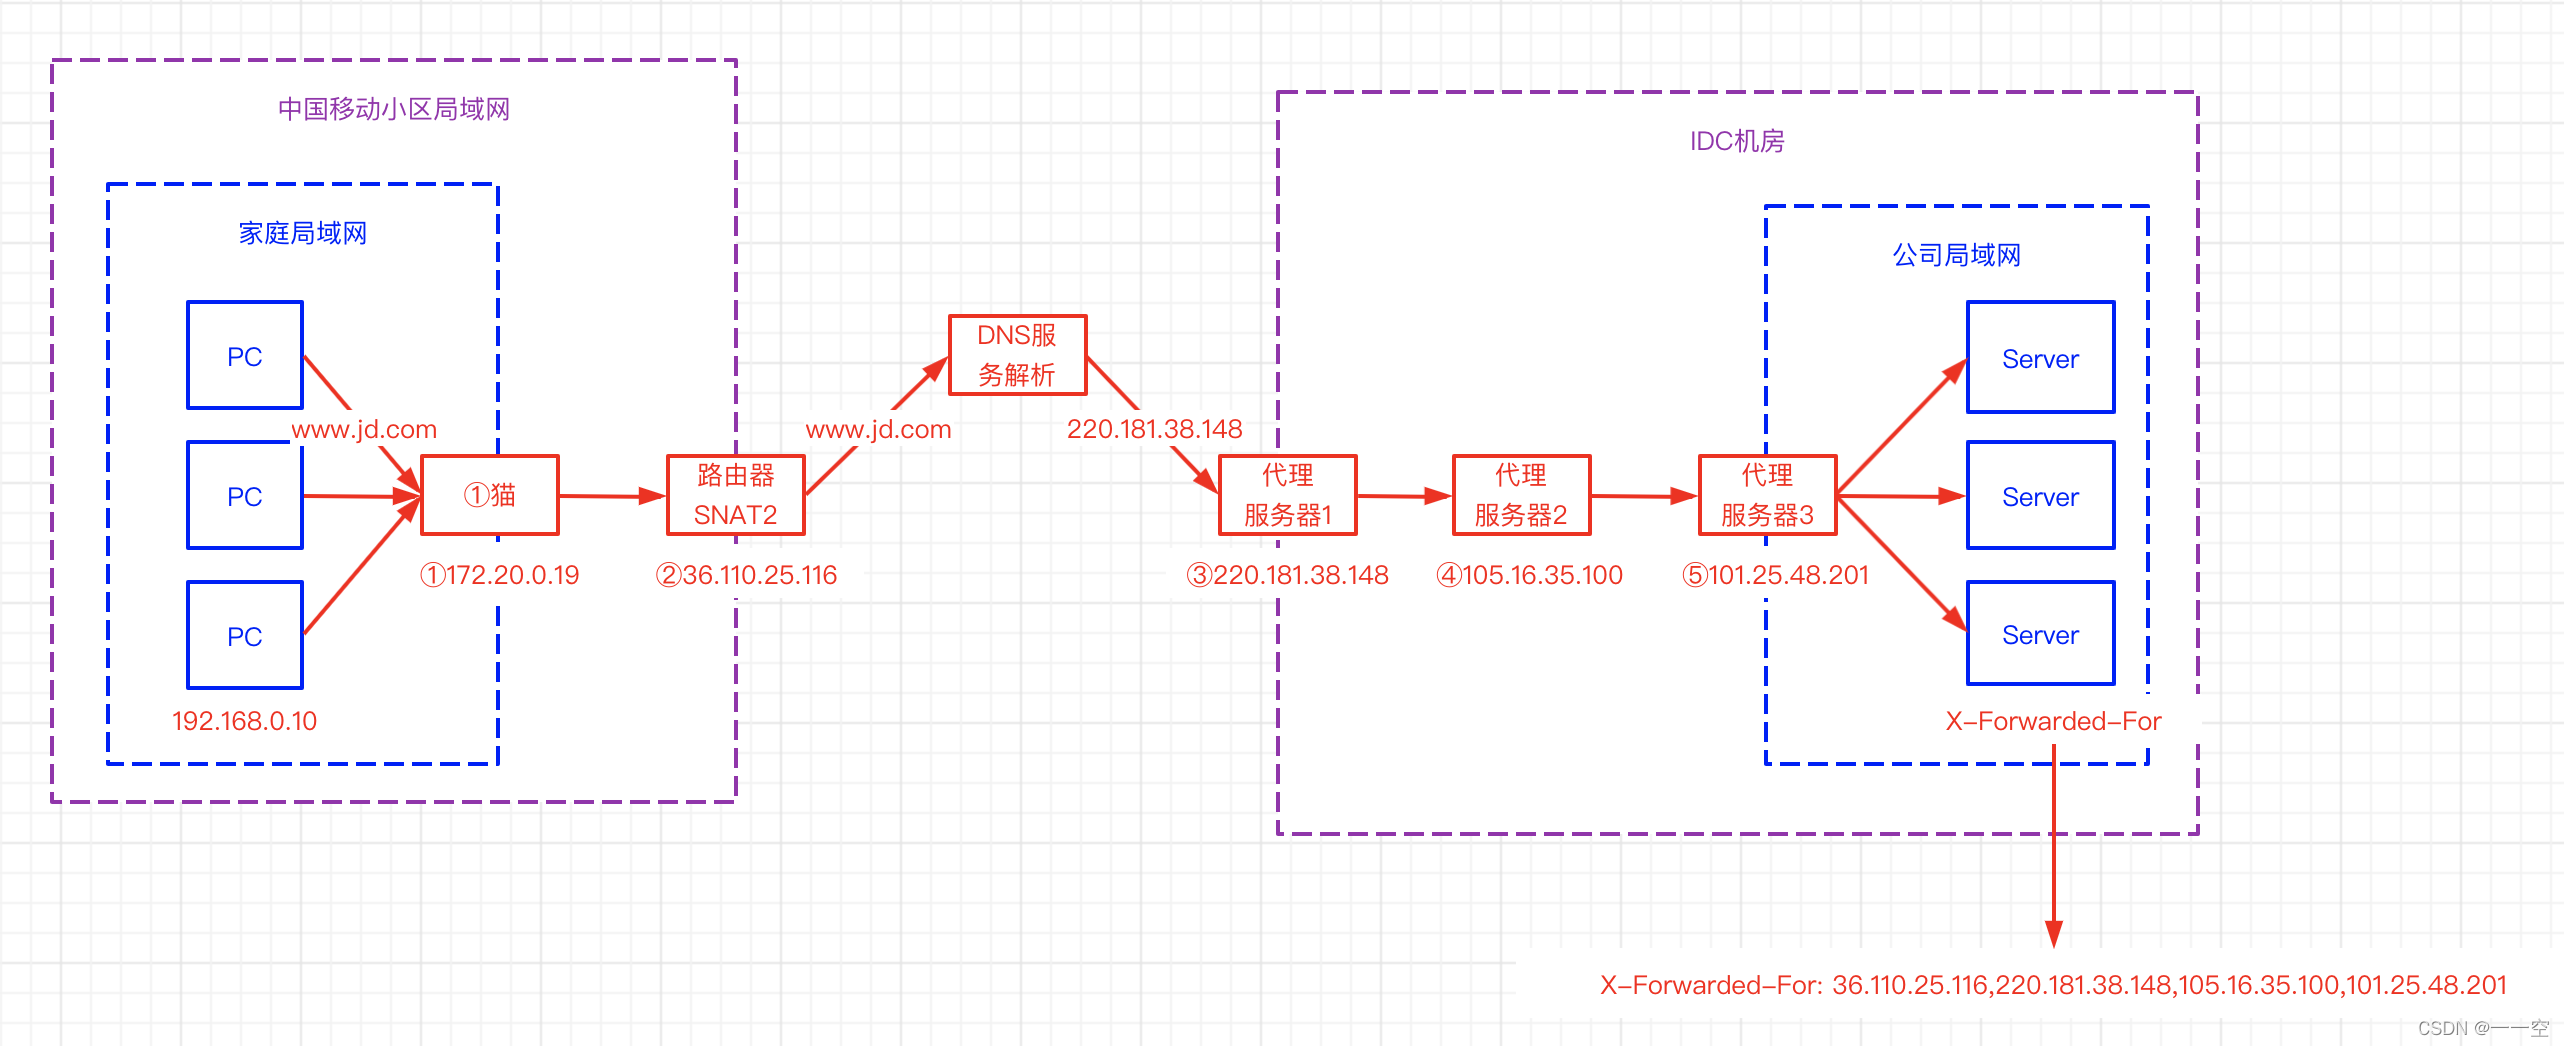 中国移动小区局域网
家庭局域网
PC
PC
PC
192.168.0.10
www.jd.com
①猫
①172.20.0.19
路由器
SNAT2
②36.110.25.116
www.jd.com
DNS服
务解析
220.181.38.148
IDC机房
代理
服务器1
③220.181.38.148
代理
服务器2
④105.16.35.100
代理
服务器3
⑤101.25.48.201
公司局域网
Server
Server
Server
X-Forwarded-For
X-Forwarded-For: 36.110.25.116,220.181.38.148,105.16.35.100,101.25.48.201
CSDN @一一空